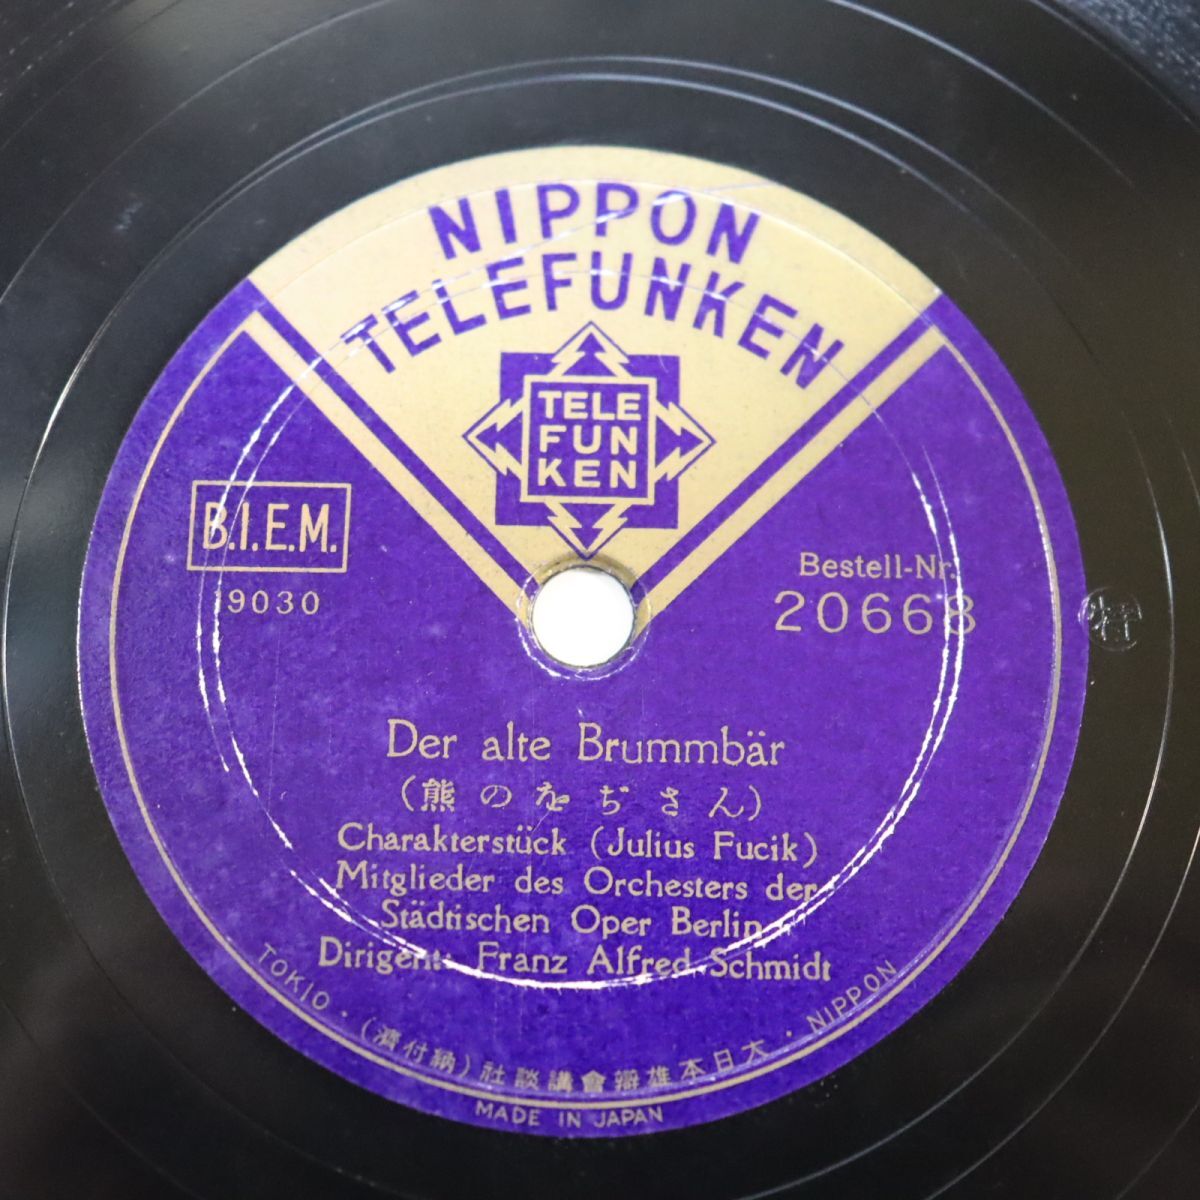 NIPPON
TELEFUNKEN
TELE
FUN
KEN
B.I.E.M.
19030
Bestell-Nr.
20668
Der alte Brummbär
(熊のをぢさん)
Charakterstück (Julius Fucik)
Mitglieder des Orchesters der
Städtischen Oper Berlin
Dirigent: Franz Alfred Schmidt
TOKIO・(濟付納)社談講會辯雄本日大・NIPPON
MADE IN JAPAN